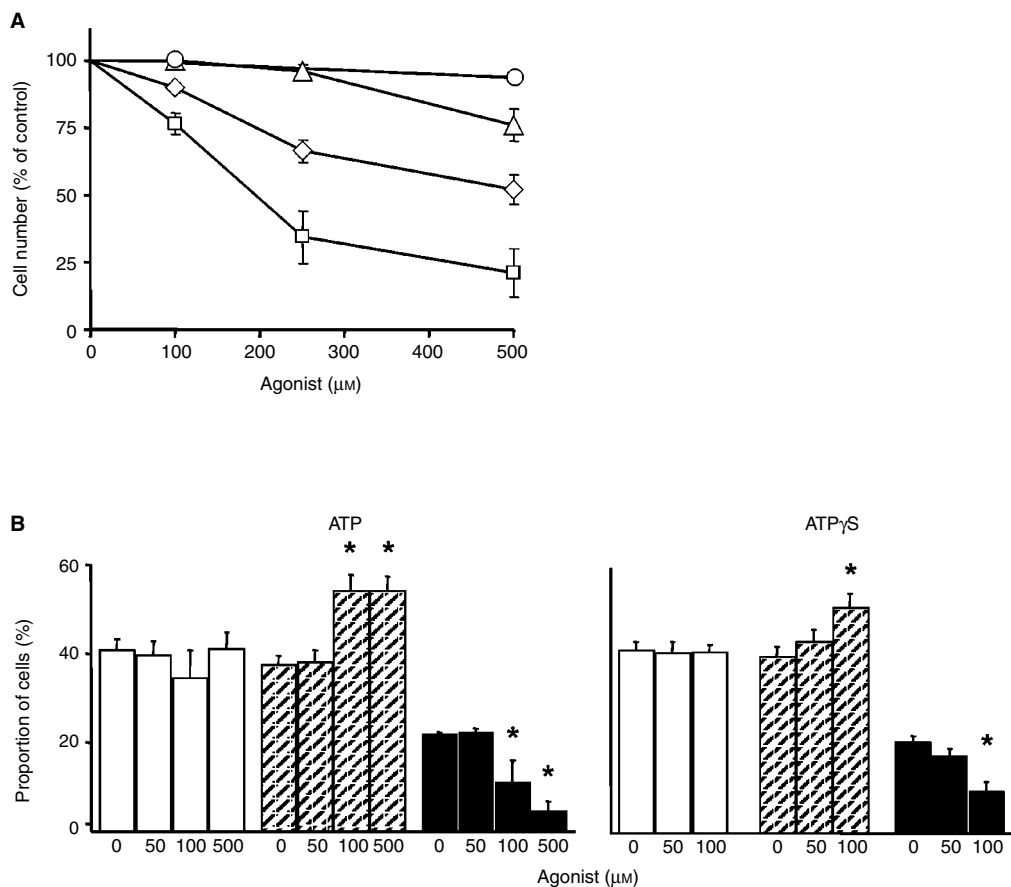 A
100
75
50
25
0
Cell number (% of control)
0 100 200 300 400 500
Agonist (μM)
B
ATP
ATPγS
* *
*
60
40
20
0
Proportion of cells (%)
*
*
*
0 50 100 500 0 50 100 500 0 50 100 500
0 50 100 0 50 100 0 50 100
Agonist (μM)